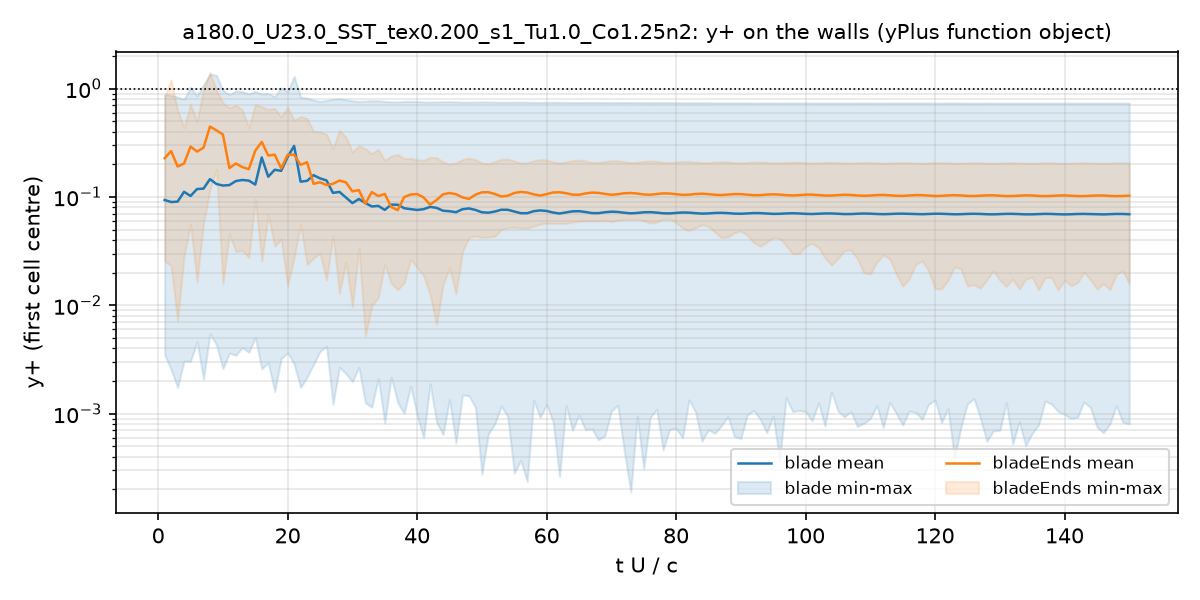 a180.0_U23.0_SST_tex0.200_s1_Tu1.0_Co1.25n2: y+ on the walls (yPlus function object)
y+ (first cell centre)
10^0
10^-1
10^-2
10^-3
blade mean
blade min-max
bladeEnds mean
bladeEnds min-max
0 20 40 60 80 100 120 140
t U / c